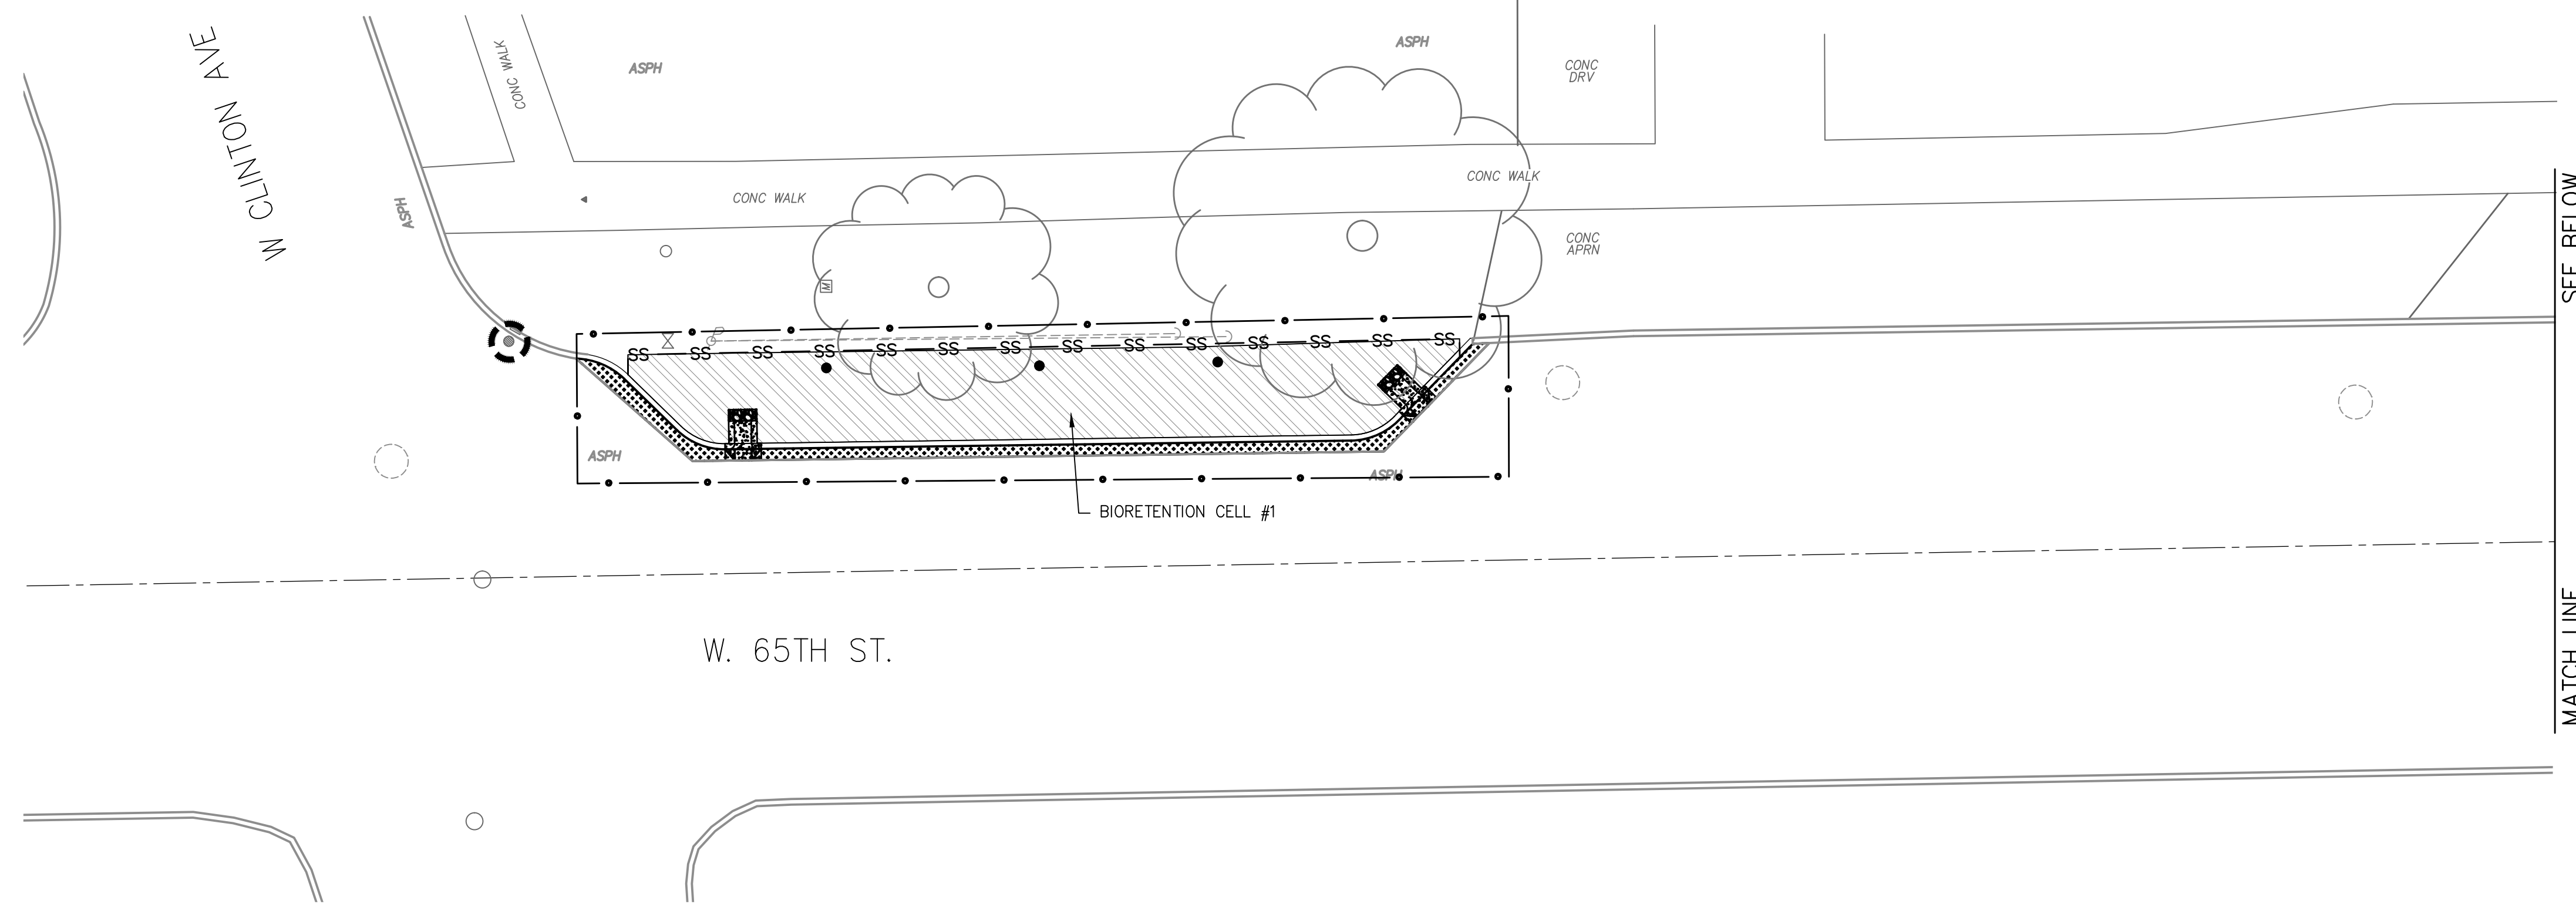 W CLINTON AVE
CONC WALK
ASPH
ASPH
CONC
DRV
CONC WALK
CONC WALK
ASPH
CONC
APRN
M
SS SS SS SS SS SS SS SS SS SS SS SS SS SS
ASPH
ASPH
BIORETENTION CELL #1
W. 65TH ST.
MATCH LINE
SEE BELOW